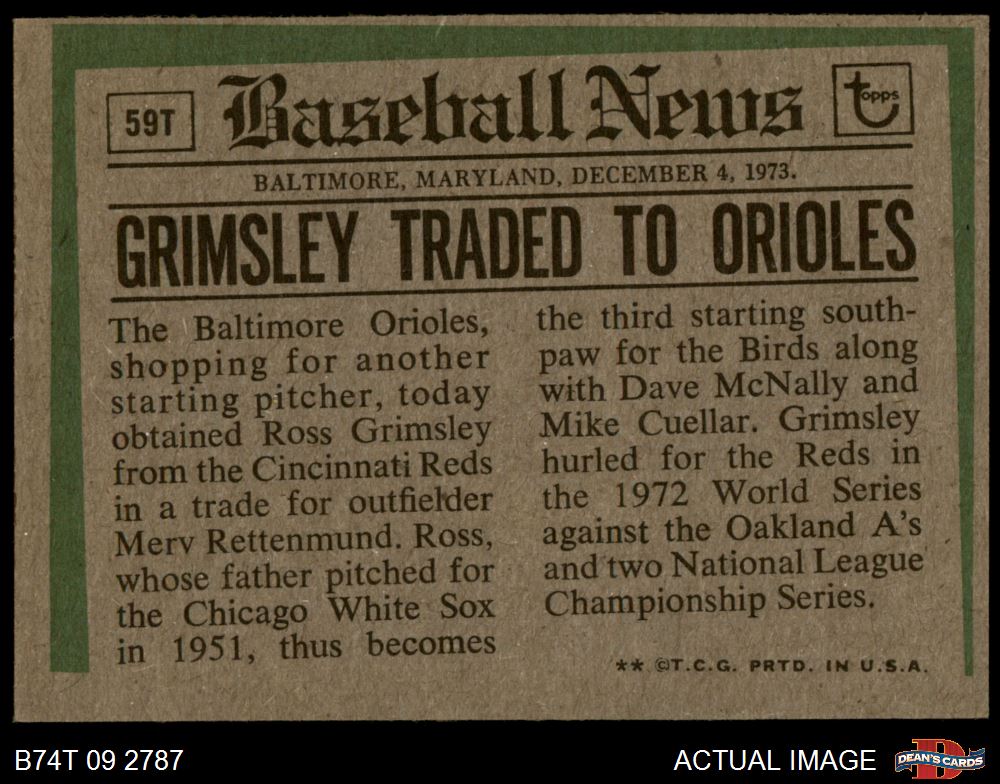 59T
Baseball News
topps
BALTIMORE, MARYLAND, DECEMBER 4, 1973.
GRIMSLEY TRADED TO ORIOLES
The Baltimore Orioles,
shopping for another
starting pitcher, today
obtained Ross Grimsley
from the Cincinnati Reds
in a trade for outfielder
Merv Rettenmund. Ross,
whose father pitched for
the Chicago White Sox
in 1951, thus becomes
the third starting south-
paw for the Birds along
with Dave McNally and
Mike Cuellar. Grimsley
hurled for the Reds in
the 1972 World Series
against the Oakland A's
and two National League
Championship Series.
** ©T.C.G. PRTD. IN U.S.A.
B74T 09 2787
ACTUAL IMAGE
D
DEAN'S CARDS